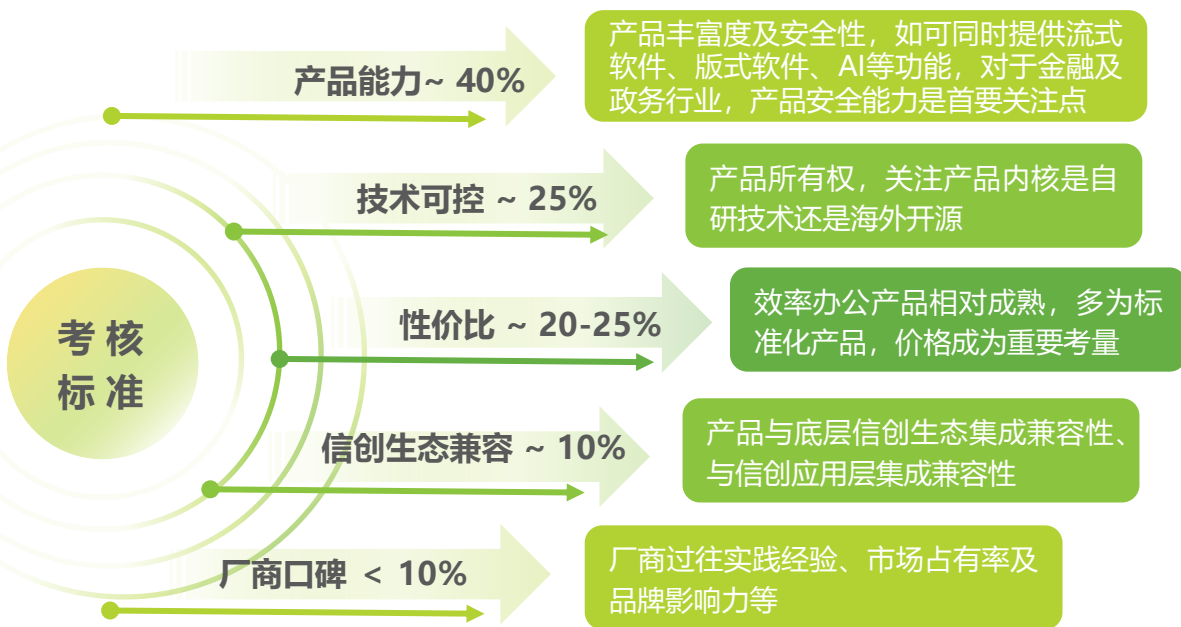 考 核
标 准
产品能力~ 40%
产品丰富度及安全性，如可同时提供流式
软件、版式软件、AI等功能，对于金融及
政务行业，产品安全能力是首要关注点
技术可控 ~ 25%
产品所有权，关注产品内核是自
研技术还是海外开源
性价比 ~ 20-25%
效率办公产品相对成熟，多为标
准化产品，价格成为重要考量
信创生态兼容 ~ 10%
产品与底层信创生态集成兼容性、
与信创应用层集成兼容性
厂商口碑 < 10%
厂商过往实践经验、市场占有率及
品牌影响力等